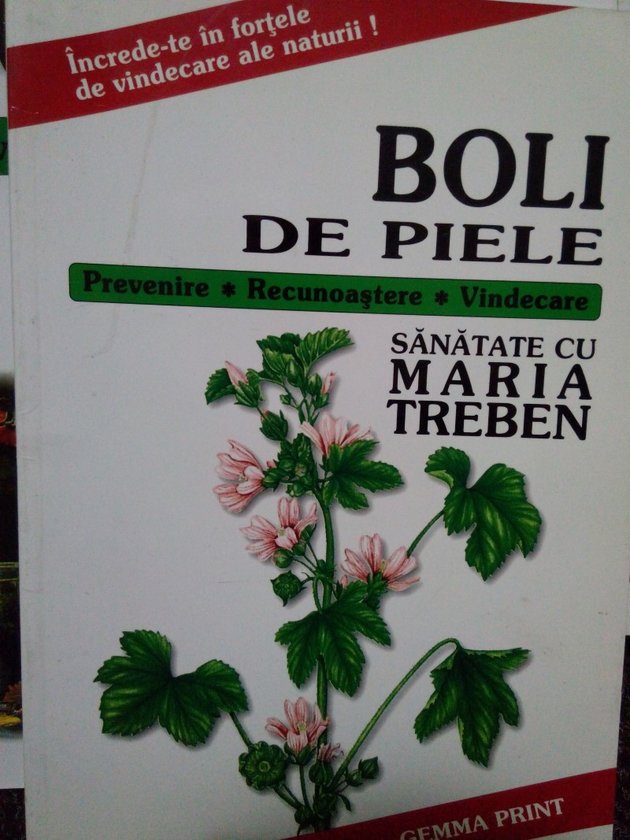 Încrede-te în forţele
de vindecare ale naturii !
BOLI
DE PIELE
Prevenire * Recunoaştere * Vindecare
SĂNĂTATE CU
MARIA
TREBEN
GEMMA PRINT